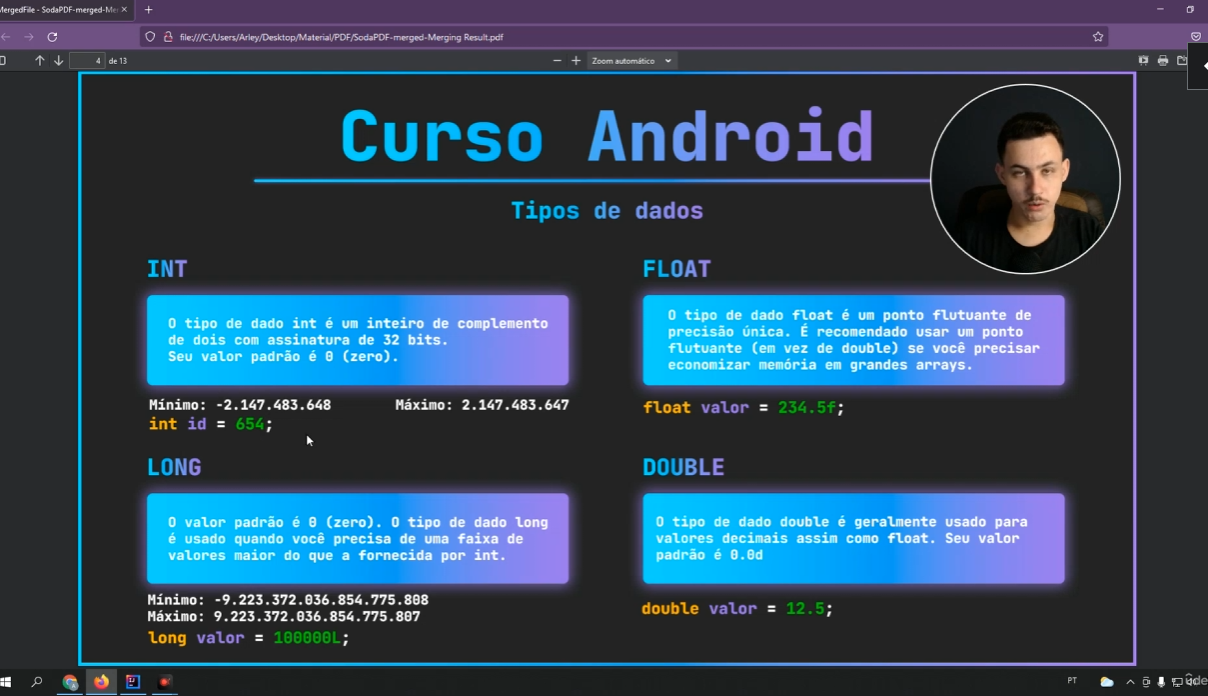 MergedFile - SodaPDF-merged-Mer
file:///C:/Users/Arley/Desktop/Material/PDF/SodaPDF-merged-Merging Result.pdf
4 de 13
Zoom automático
Curso Android
Tipos de dados
INT
O tipo de dado int é um inteiro de complemento
de dois com assinatura de 32 bits.
Seu valor padrão é 0 (zero).
Mínimo: -2.147.483.648 Máximo: 2.147.483.647
int id = 654;
FLOAT
O tipo de dado float é um ponto flutuante de
precisão única. É recomendado usar um ponto
flutuante (em vez de double) se você precisar
economizar memória em grandes arrays.
float valor = 234.5f;
LONG
O valor padrão é 0 (zero). O tipo de dado long
é usado quando você precisa de uma faixa de
valores maior do que a fornecida por int.
Mínimo: -9.223.372.036.854.775.808
Máximo: 9.223.372.036.854.775.807
long valor = 100000L;
DOUBLE
O tipo de dado double é geralmente usado para
valores decimais assim como float. Seu valor
padrão é 0.0d
double valor = 12.5;
PT